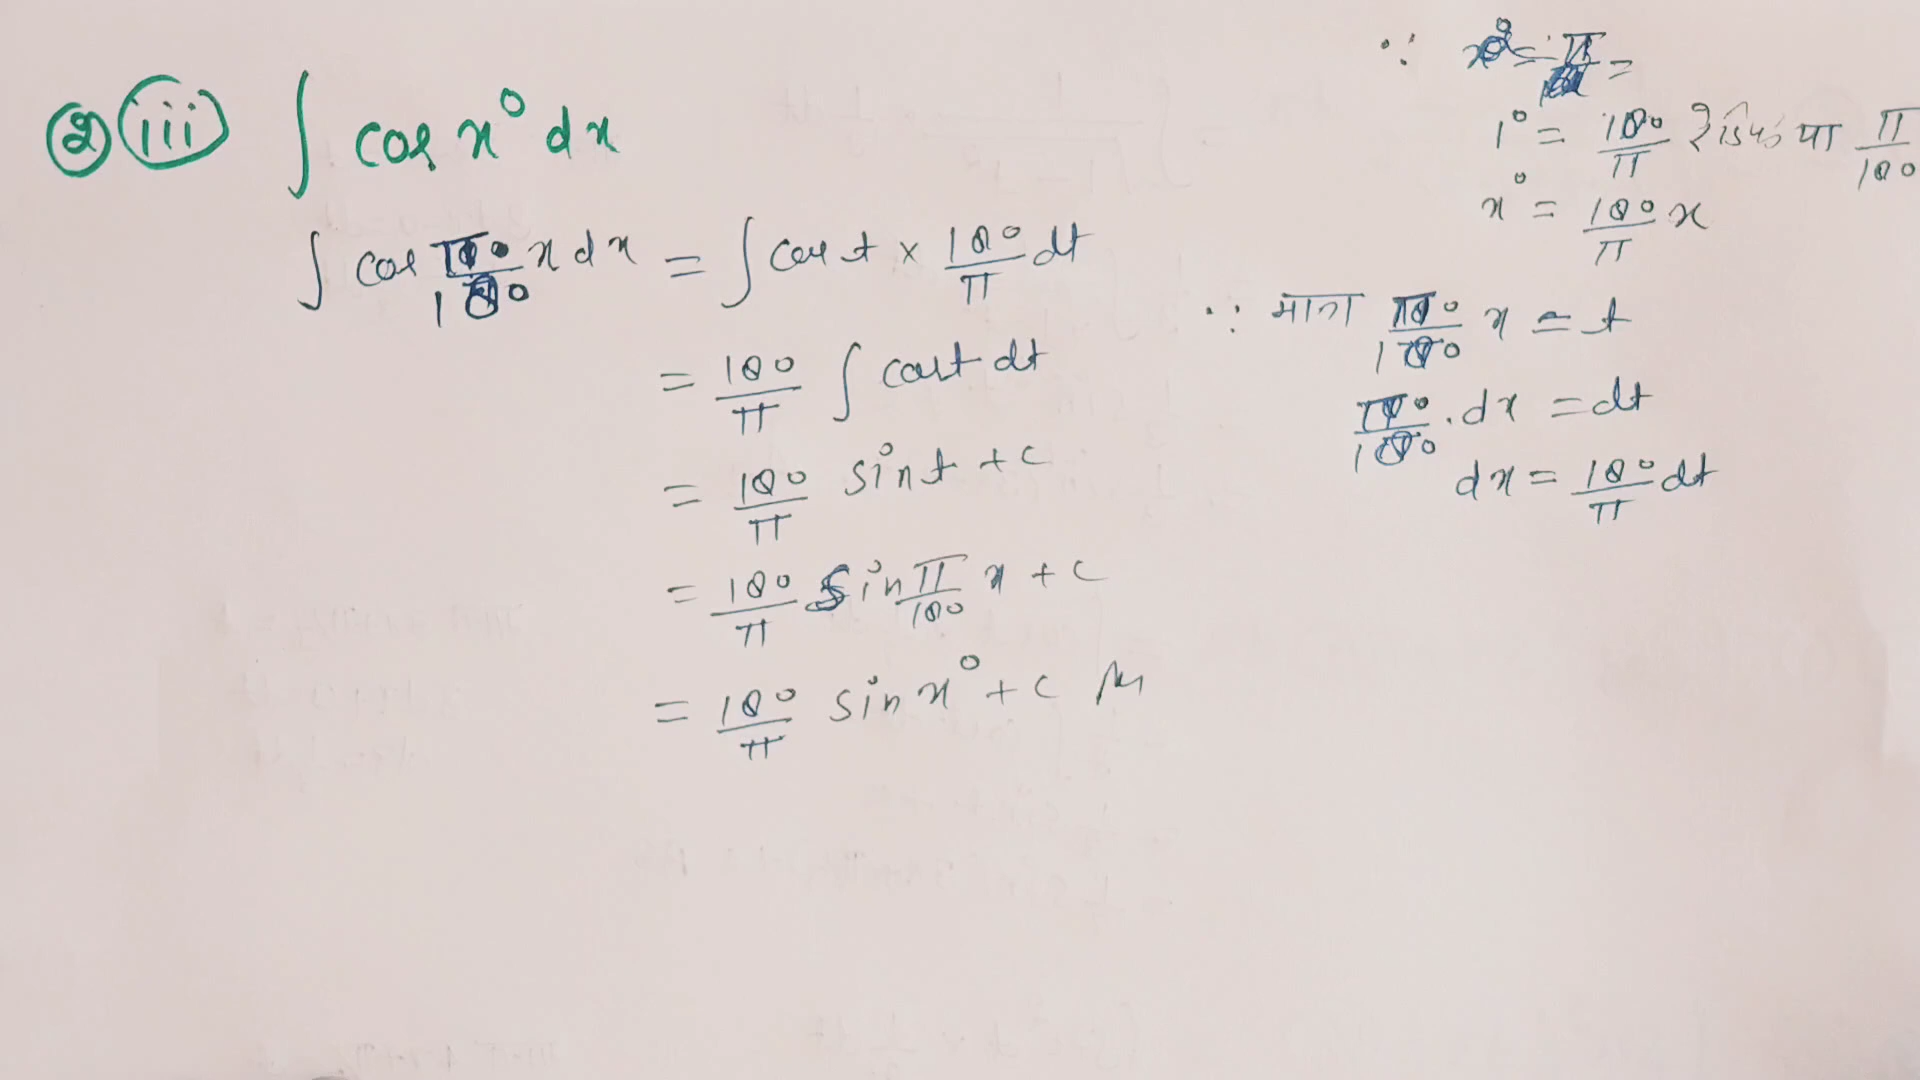 २ iii ∫ cos x° dx
∫ cos π/180 x dx = ∫ cos t × 180/π dt
= 180/π ∫ cos t dt
= 180/π sin t + c
= 180/π sin π/180 x + c
= 180/π sin x° + c
∵
1° = 180/π रेडियन या π/180
x° = 180/π x
∵ माना π/180 x = t
π/180 . dx = dt
dx = 180/π dt